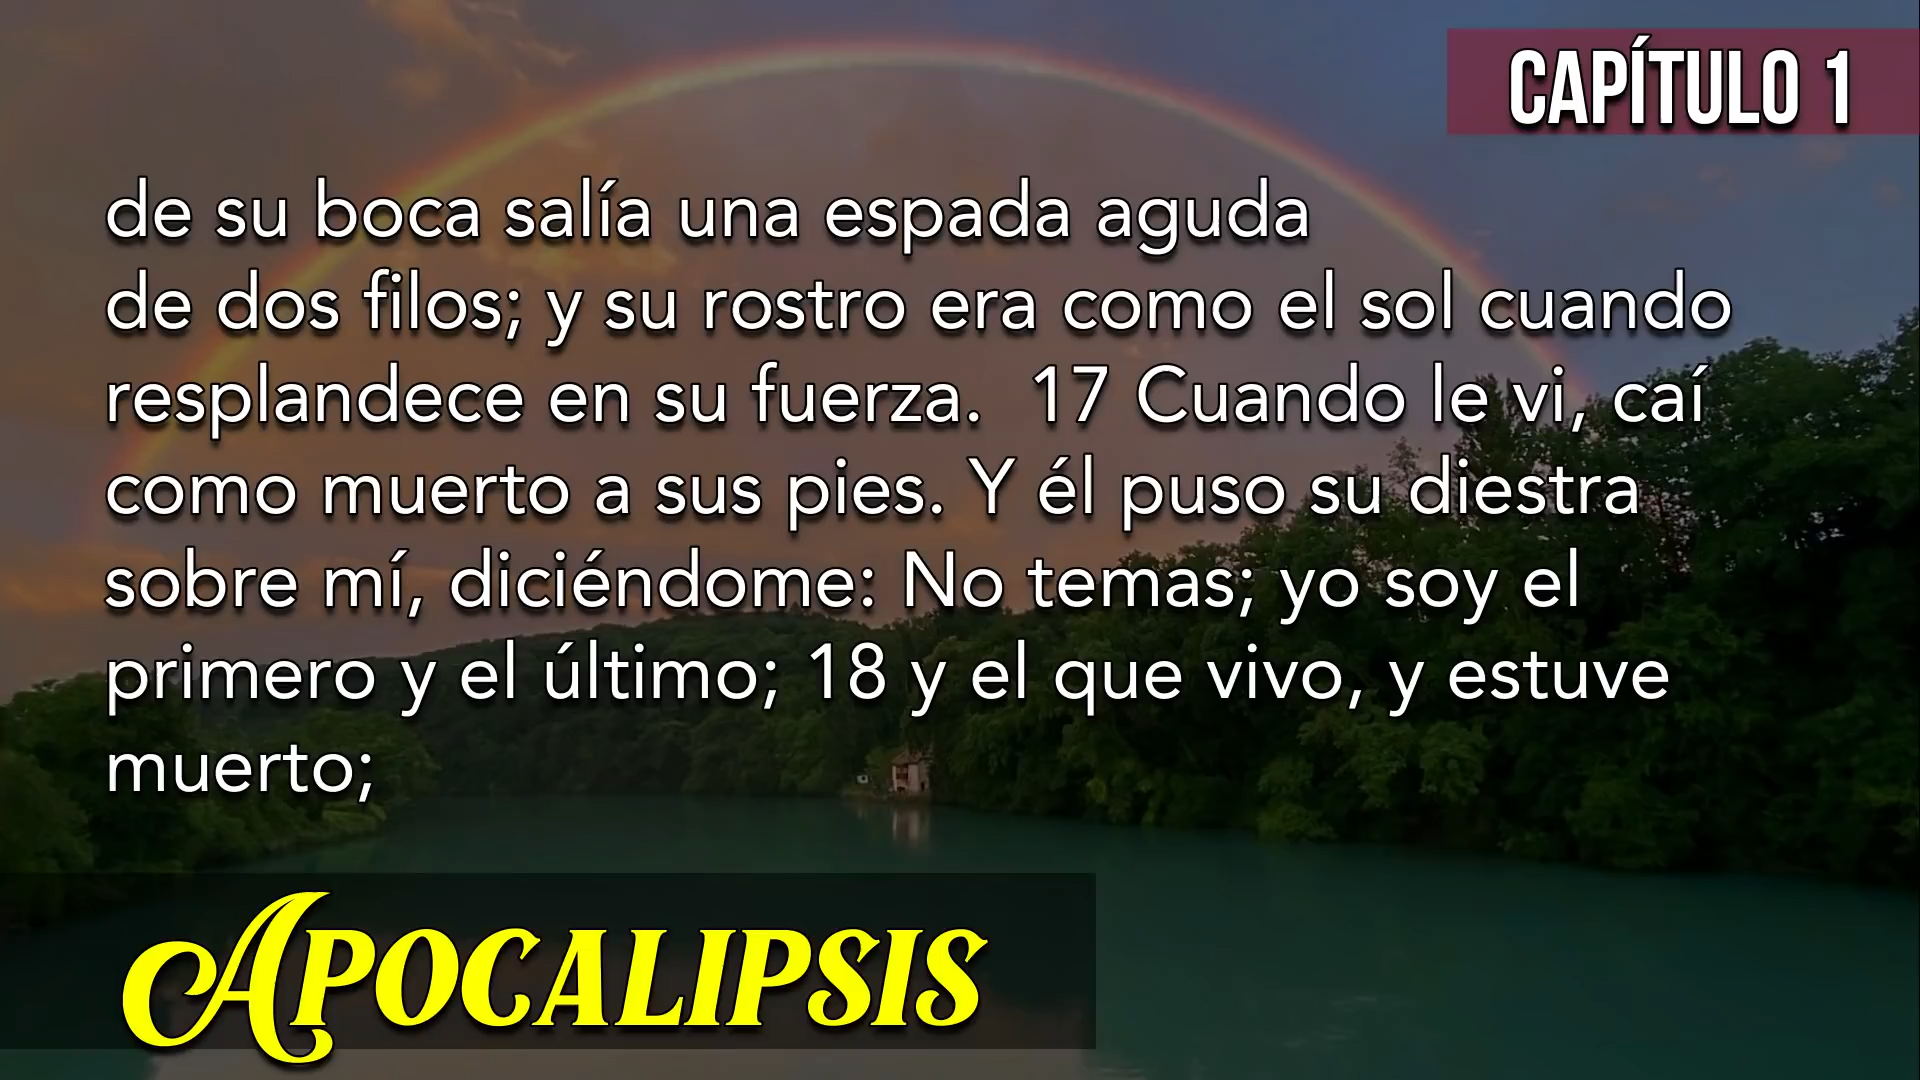 CAPÍTULO 1
de su boca salía una espada aguda
de dos filos; y su rostro era como el sol cuando
resplandece en su fuerza.  17 Cuando le vi, caí
como muerto a sus pies. Y él puso su diestra
sobre mí, diciéndome: No temas; yo soy el
primero y el último; 18 y el que vivo, y estuve
muerto;
APOCALIPSIS